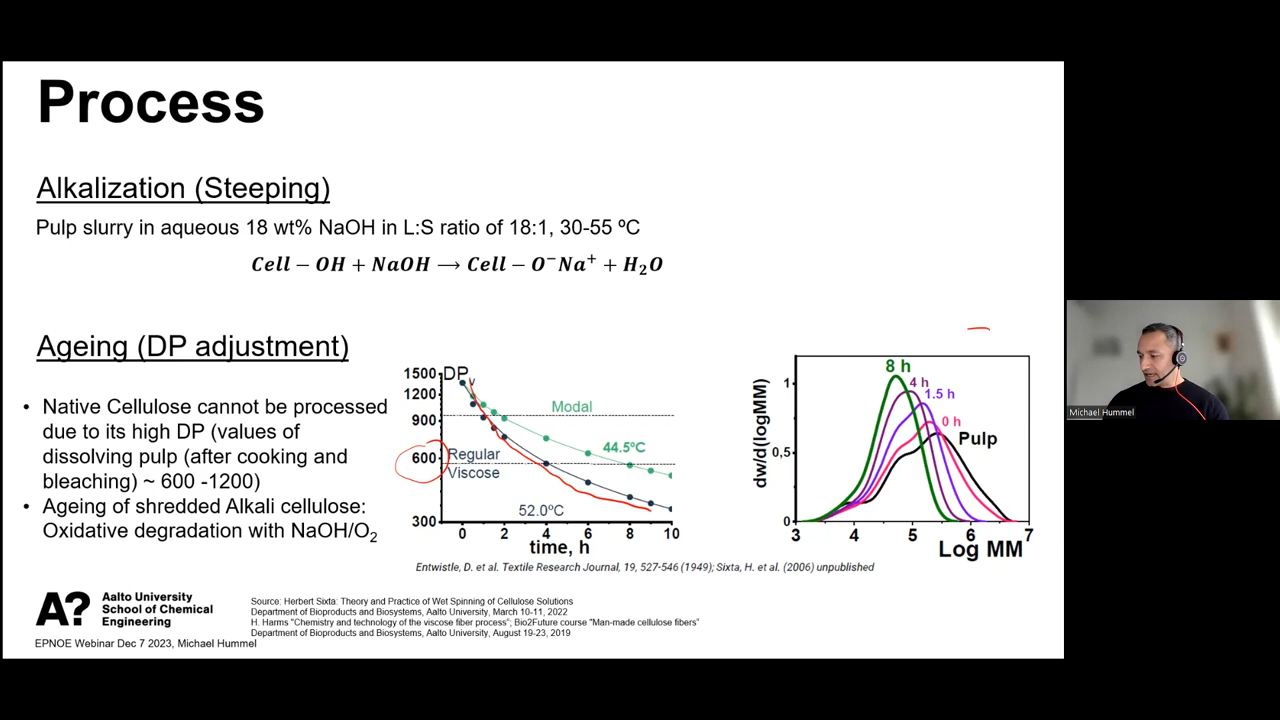 Process
Alkalization (Steeping)
Pulp slurry in aqueous 18 wt% NaOH in L:S ratio of 18:1, 30-55 ºC
Cell − OH + NaOH ⟶ Cell − O⁻Na⁺ + H₂O
Ageing (DP adjustment)
• Native Cellulose cannot be processed
due to its high DP (values of
dissolving pulp (after cooking and
bleaching) ~ 600 -1200)
• Ageing of shredded Alkali cellulose:
Oxidative degradation with NaOH/O₂
1500
1200
900
600
300
DPᵥ
Modal
44.5ºC
Regular
Viscose
52.0ºC
0 2 4 6 8 10
time, h
dw/d(logMM)
1
0,5
0
8 h
4 h
1.5 h
0 h
Pulp
3 4 5 6 7
Log MM
Entwistle, D. et al. Textile Research Journal, 19, 527-546 (1949); Sixta, H. et al. (2006) unpublished
A?
Aalto University
School of Chemical
Engineering
Source: Herbert Sixta: Theory and Practice of Wet Spinning of Cellulose Solutions
Department of Bioproducts and Biosystems, Aalto University, March 10-11, 2022
H. Harms "Chemistry and technology of the viscose fiber process"; Bio2Future course "Man-made cellulose fibers"
Department of Bioproducts and Biosystems, Aalto University, August 19-23, 2019
EPNOE Webinar Dec 7 2023, Michael Hummel
Michael Hummel